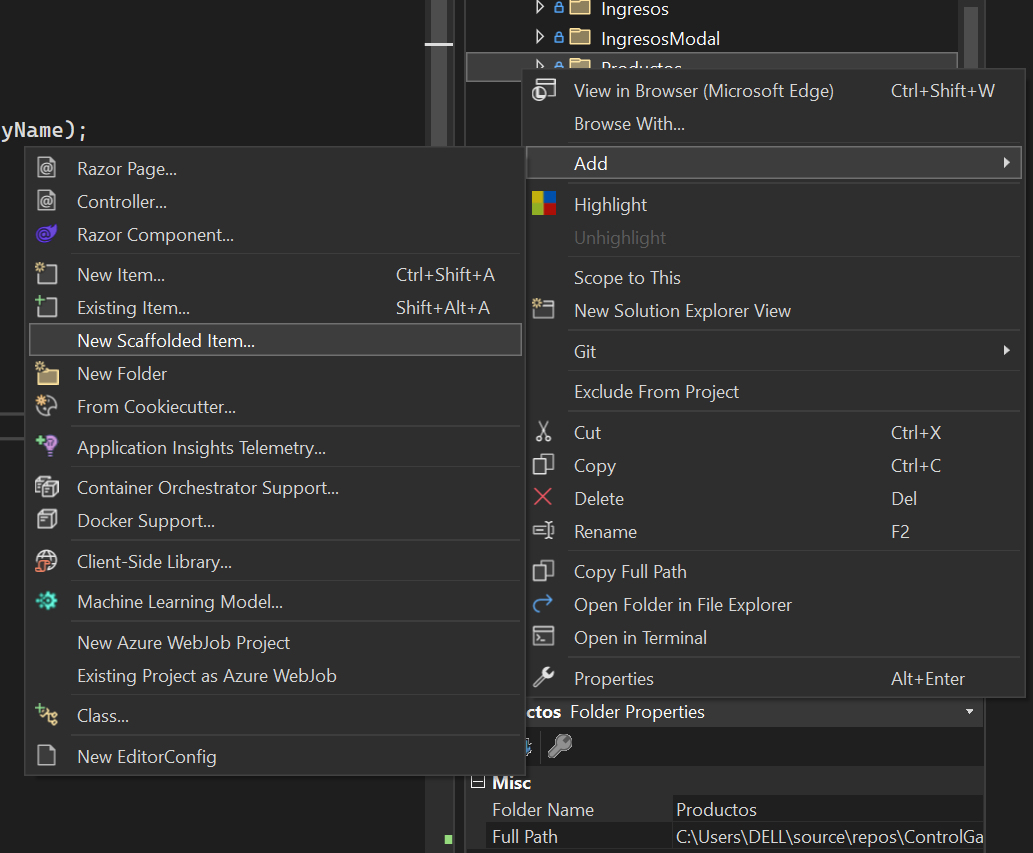 Ingresos
IngresosModal
Productos
yName);
View in Browser (Microsoft Edge) Ctrl+Shift+W
Browse With...
Add
Highlight
Unhighlight
Scope to This
New Solution Explorer View
Git
Exclude From Project
Cut Ctrl+X
Copy Ctrl+C
Delete Del
Rename F2
Copy Full Path
Open Folder in File Explorer
Open in Terminal
Properties Alt+Enter
Razor Page...
Controller...
Razor Component...
New Item... Ctrl+Shift+A
Existing Item... Shift+Alt+A
New Scaffolded Item...
New Folder
From Cookiecutter...
Application Insights Telemetry...
Container Orchestrator Support...
Docker Support...
Client-Side Library...
Machine Learning Model...
New Azure WebJob Project
Existing Project as Azure WebJob
Class...
New EditorConfig
ctos Folder Properties
Misc
Folder Name Productos
Full Path C:\Users\DELL\source\repos\ControlGa